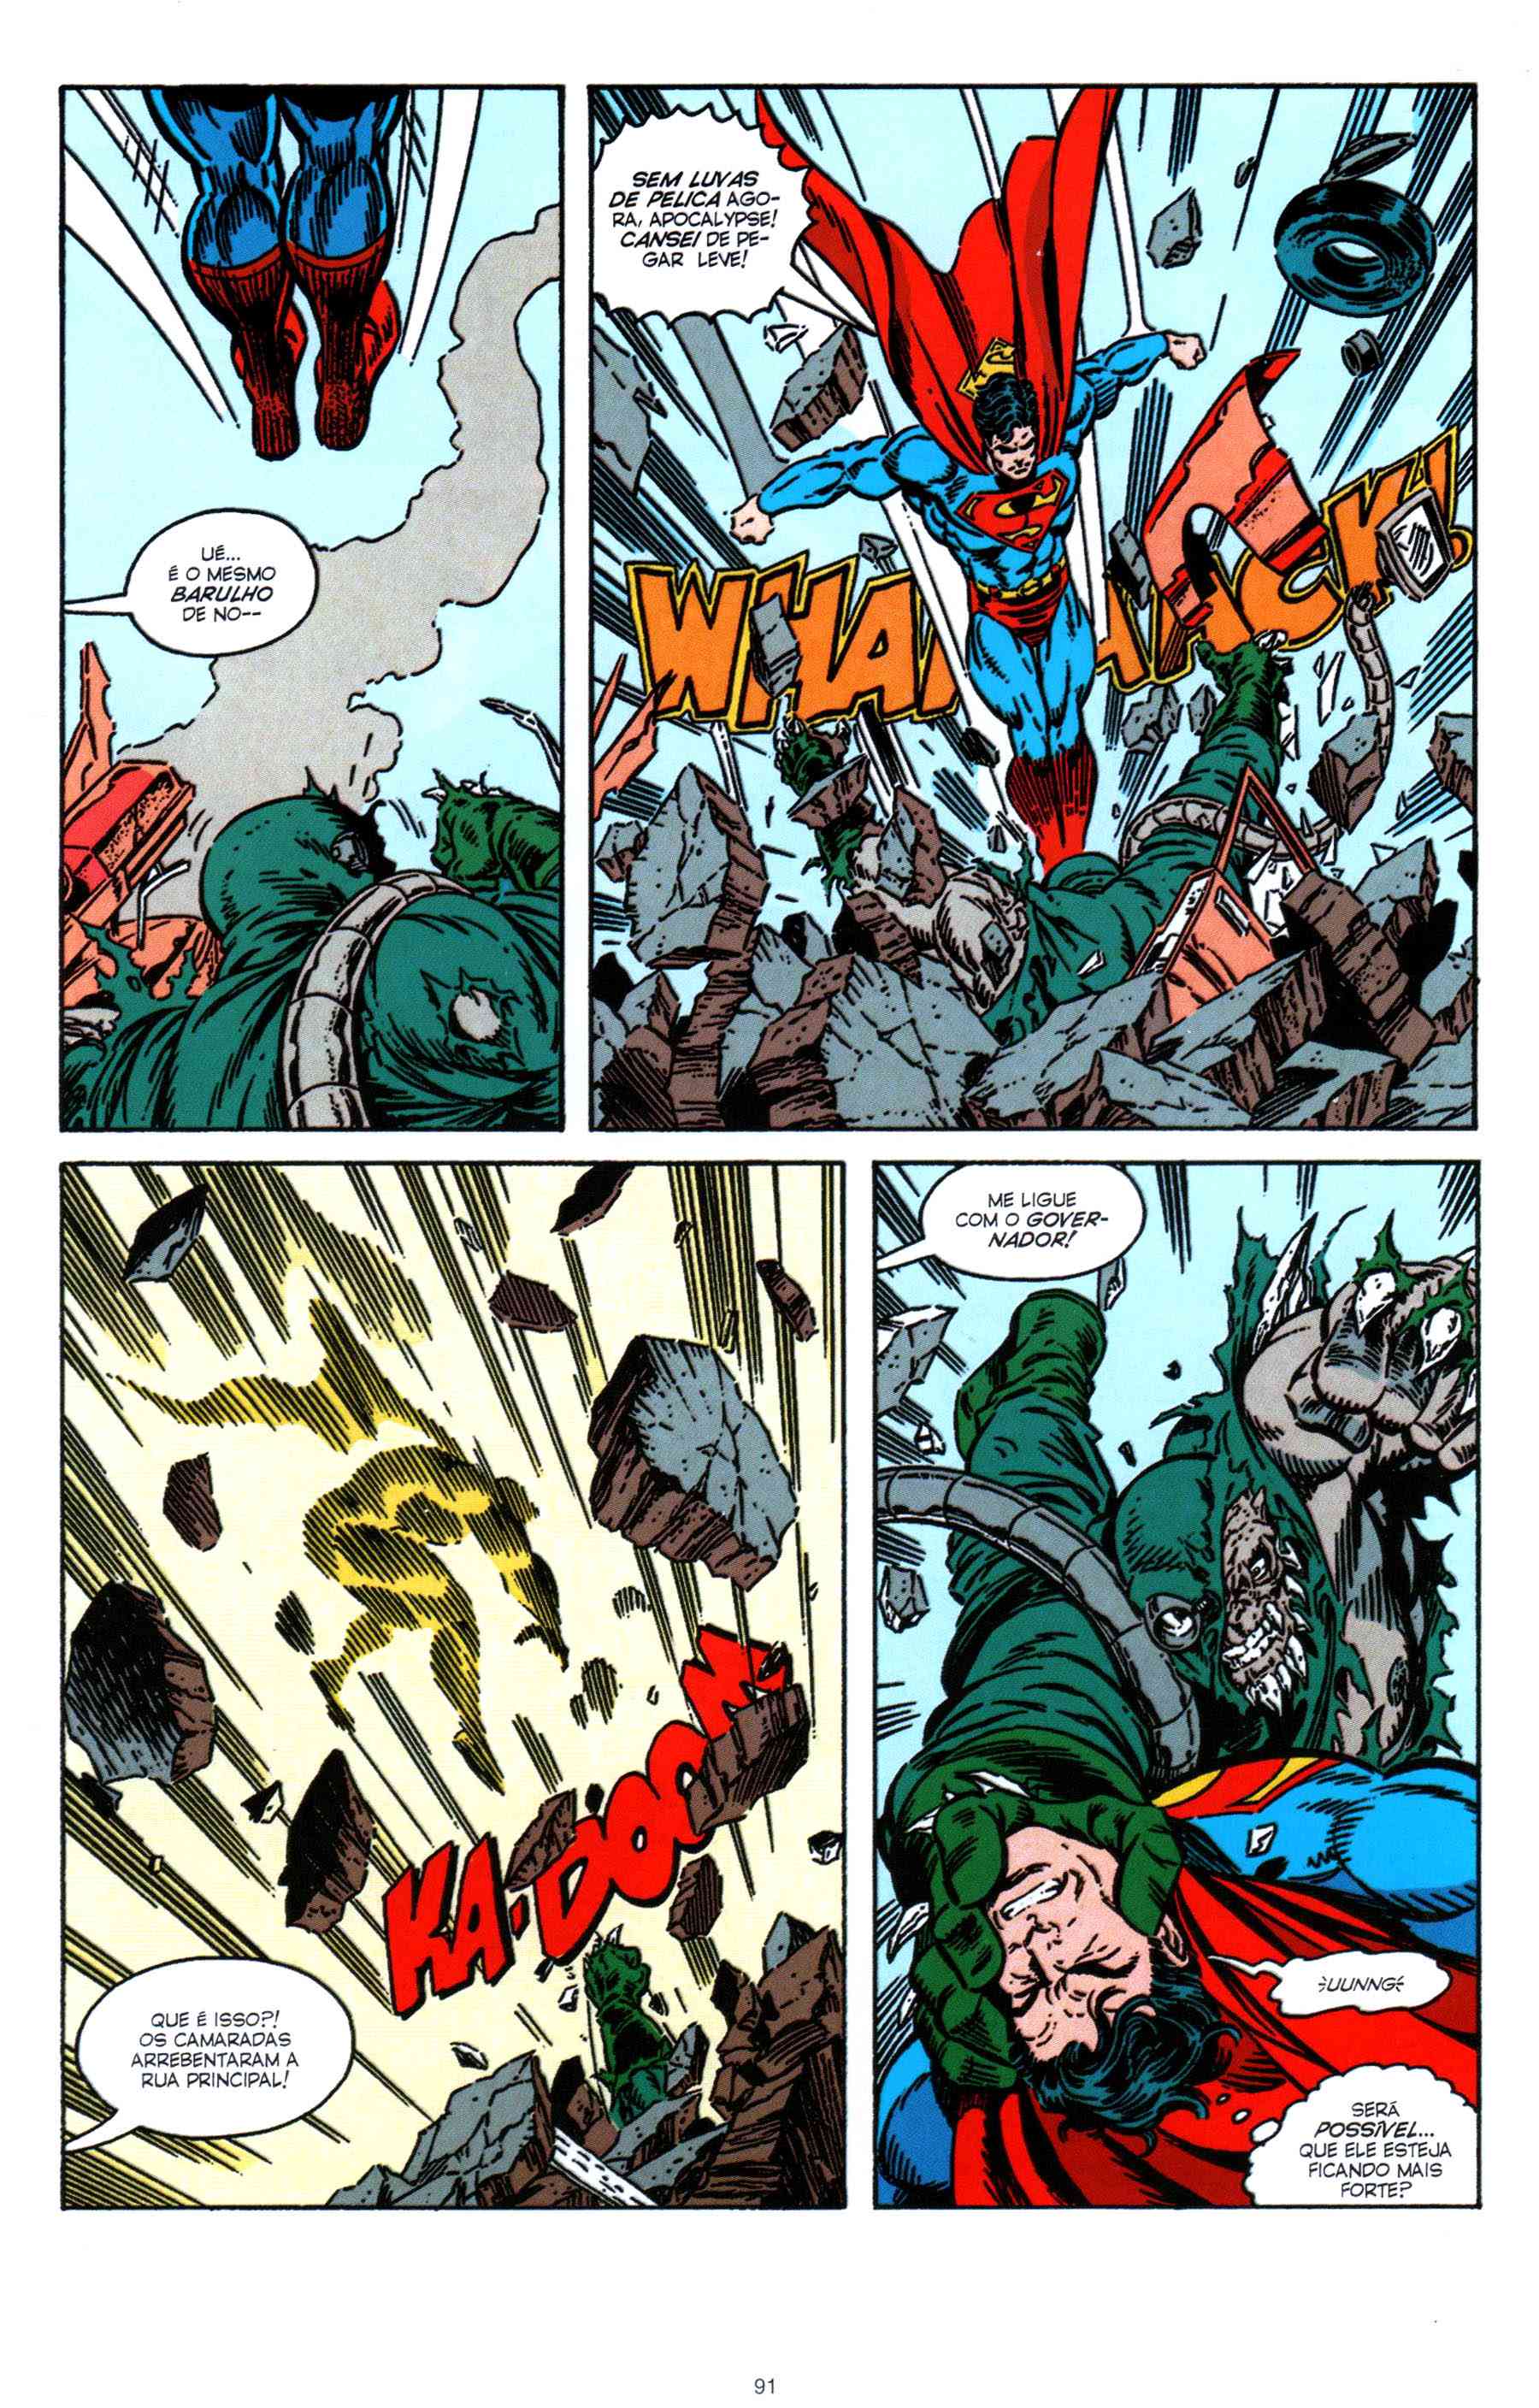 UÉ...
É O MESMO
BARULHO
DE NO--
SEM LUVAS
DE PELICA AGO-
RA, APOCALYPSE!
CANSEI DE PE-
GAR LEVE!
KA-DOOM
QUE É ISSO?!
OS CAMARADAS
ARREBENTARAM A
RUA PRINCIPAL!
ME LIGUE
COM O GOVER-
NADOR!
UUNNG
SERÁ
POSSÍVEL...
QUE ELE ESTEJA
FICANDO MAIS
FORTE?
91